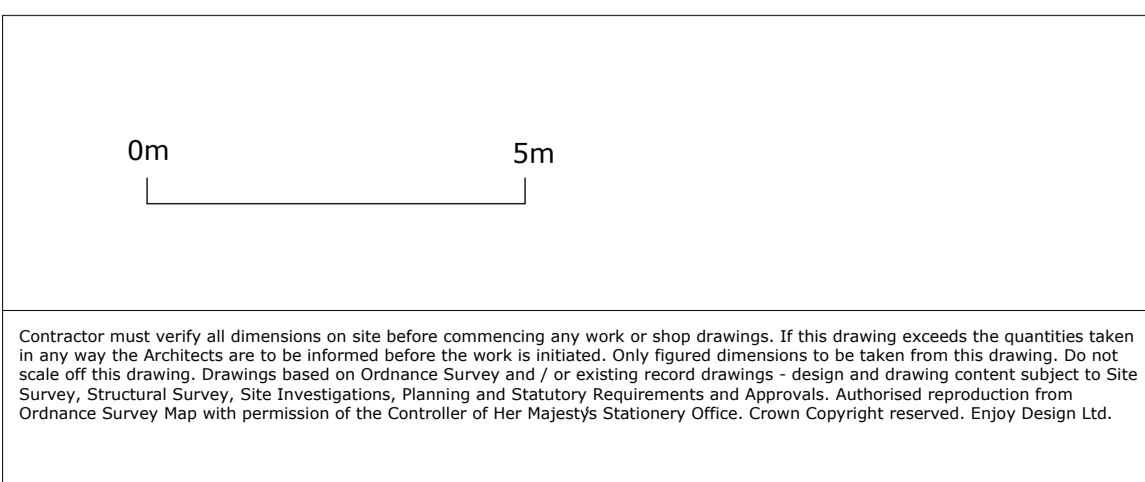 0m 5m
Contractor must verify all dimensions on site before commencing any work or shop drawings. If this drawing exceeds the quantities taken
in any way the Architects are to be informed before the work is initiated. Only figured dimensions to be taken from this drawing. Do not
scale off this drawing. Drawings based on Ordnance Survey and / or existing record drawings - design and drawing content subject to Site
Survey, Structural Survey, Site Investigations, Planning and Statutory Requirements and Approvals. Authorised reproduction from
Ordnance Survey Map with permission of the Controller of Her Majesty's Stationery Office. Crown Copyright reserved. Enjoy Design Ltd.